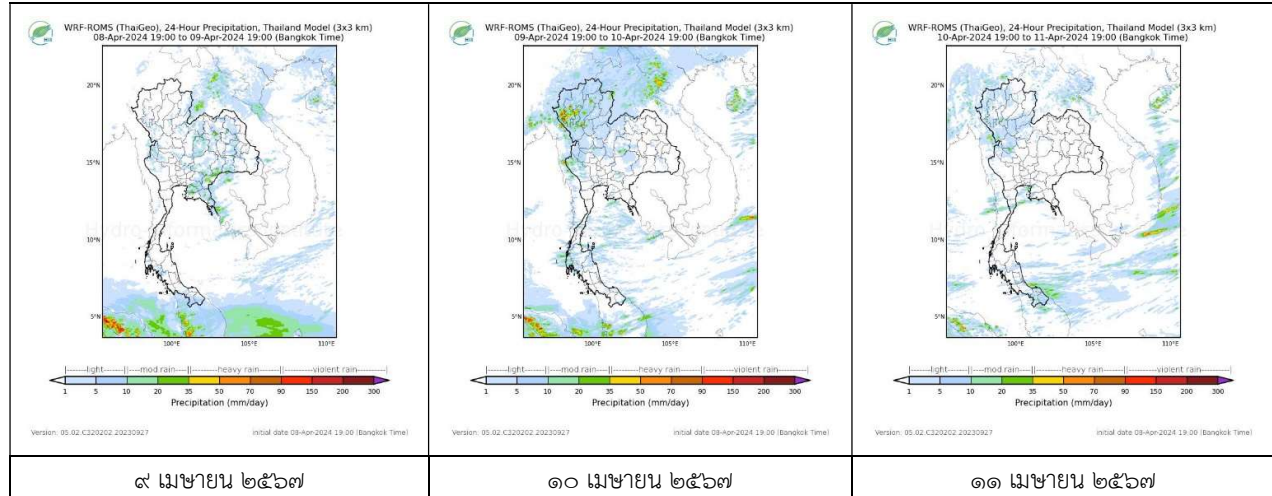 WRF-ROMS (ThaiGeo), 24-Hour Precipitation, Thailand Model (3x3 km)
08-Apr-2024 19:00 to 09-Apr-2024 19:00 (Bangkok Time)
20°N
15°N
10°N
5°N
100°E 105°E 110°E
|-------light-------||----mod rain----||------heavy rain------||------violent rain------|
1 5 10 20 35 50 70 90 150 200 300
Precipitation (mm/day)
Version: 05.02.C320202.20230927 initial date 08-Apr-2024 19:00 (Bangkok Time)
๙ เมษายน ๒๕๖๗
WRF-ROMS (ThaiGeo), 24-Hour Precipitation, Thailand Model (3x3 km)
09-Apr-2024 19:00 to 10-Apr-2024 19:00 (Bangkok Time)
20°N
15°N
10°N
5°N
100°E 105°E 110°E
|-------light-------||----mod rain----||------heavy rain------||------violent rain------|
1 5 10 20 35 50 70 90 150 200 300
Precipitation (mm/day)
Version: 05.02.C320202.20230927 initial date 08-Apr-2024 19:00 (Bangkok Time)
๑๐ เมษายน ๒๕๖๗
WRF-ROMS (ThaiGeo), 24-Hour Precipitation, Thailand Model (3x3 km)
10-Apr-2024 19:00 to 11-Apr-2024 19:00 (Bangkok Time)
20°N
15°N
10°N
5°N
100°E 105°E 110°E
|-------light-------||----mod rain----||------heavy rain------||------violent rain------|
1 5 10 20 35 50 70 90 150 200 300
Precipitation (mm/day)
Version: 05.02.C320202.20230927 initial date 08-Apr-2024 19:00 (Bangkok Time)
๑๑ เมษายน ๒๕๖๗